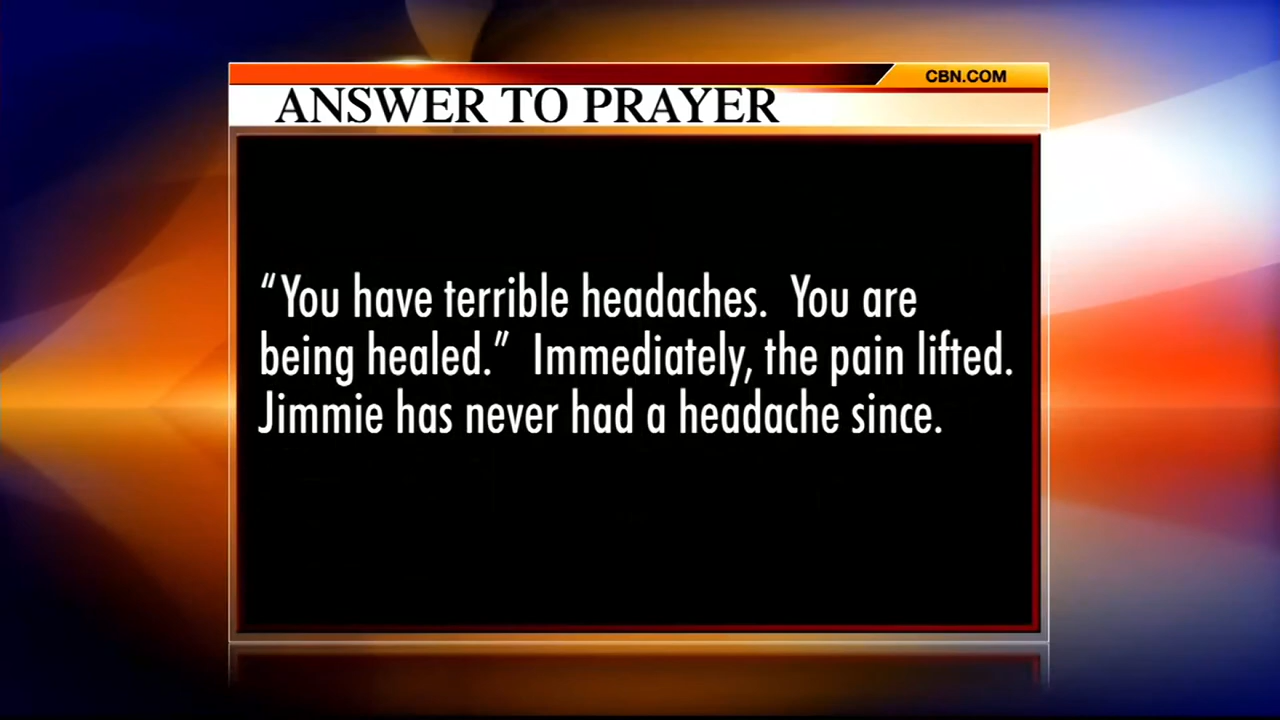 CBN.COM
ANSWER TO PRAYER
“You have terrible headaches.  You are
being healed.”  Immediately, the pain lifted.
Jimmie has never had a headache since.